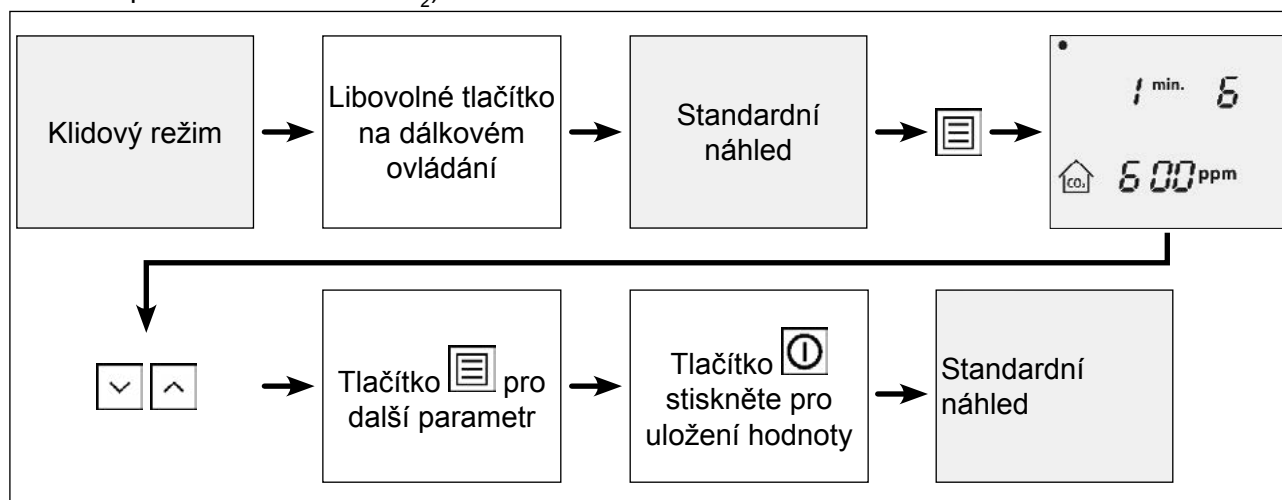 Klidový režim
Libovolné tlačítko
na dálkovém
ovládání
Standardní
náhled
1 min. 6
CO₂ 600 ppm
Tlačítko pro
další parametr
Tlačítko
stiskněte pro
uložení hodnoty
Standardní
náhled